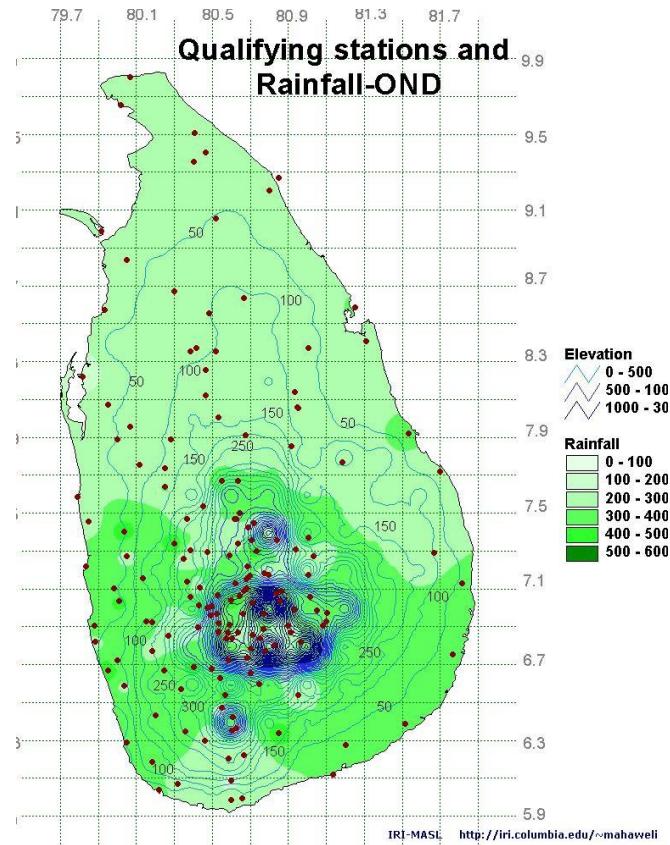 79.7 80.1 80.5 80.9 81.3 81.7
Qualifying stations and
Rainfall-OND
9.9
9.5
9.1
50
8.7
100
8.3
100
50
150
50
7.9
250
150
7.5
150
7.1
100
100
250
6.7
250
300
50
6.3
150
100
5.9
Elevation
0 - 500
500 - 100
1000 - 30
Rainfall
0 - 100
100 - 200
200 - 300
300 - 400
400 - 500
500 - 600
IRI-MASL http://iri.columbia.edu/~mahaweli